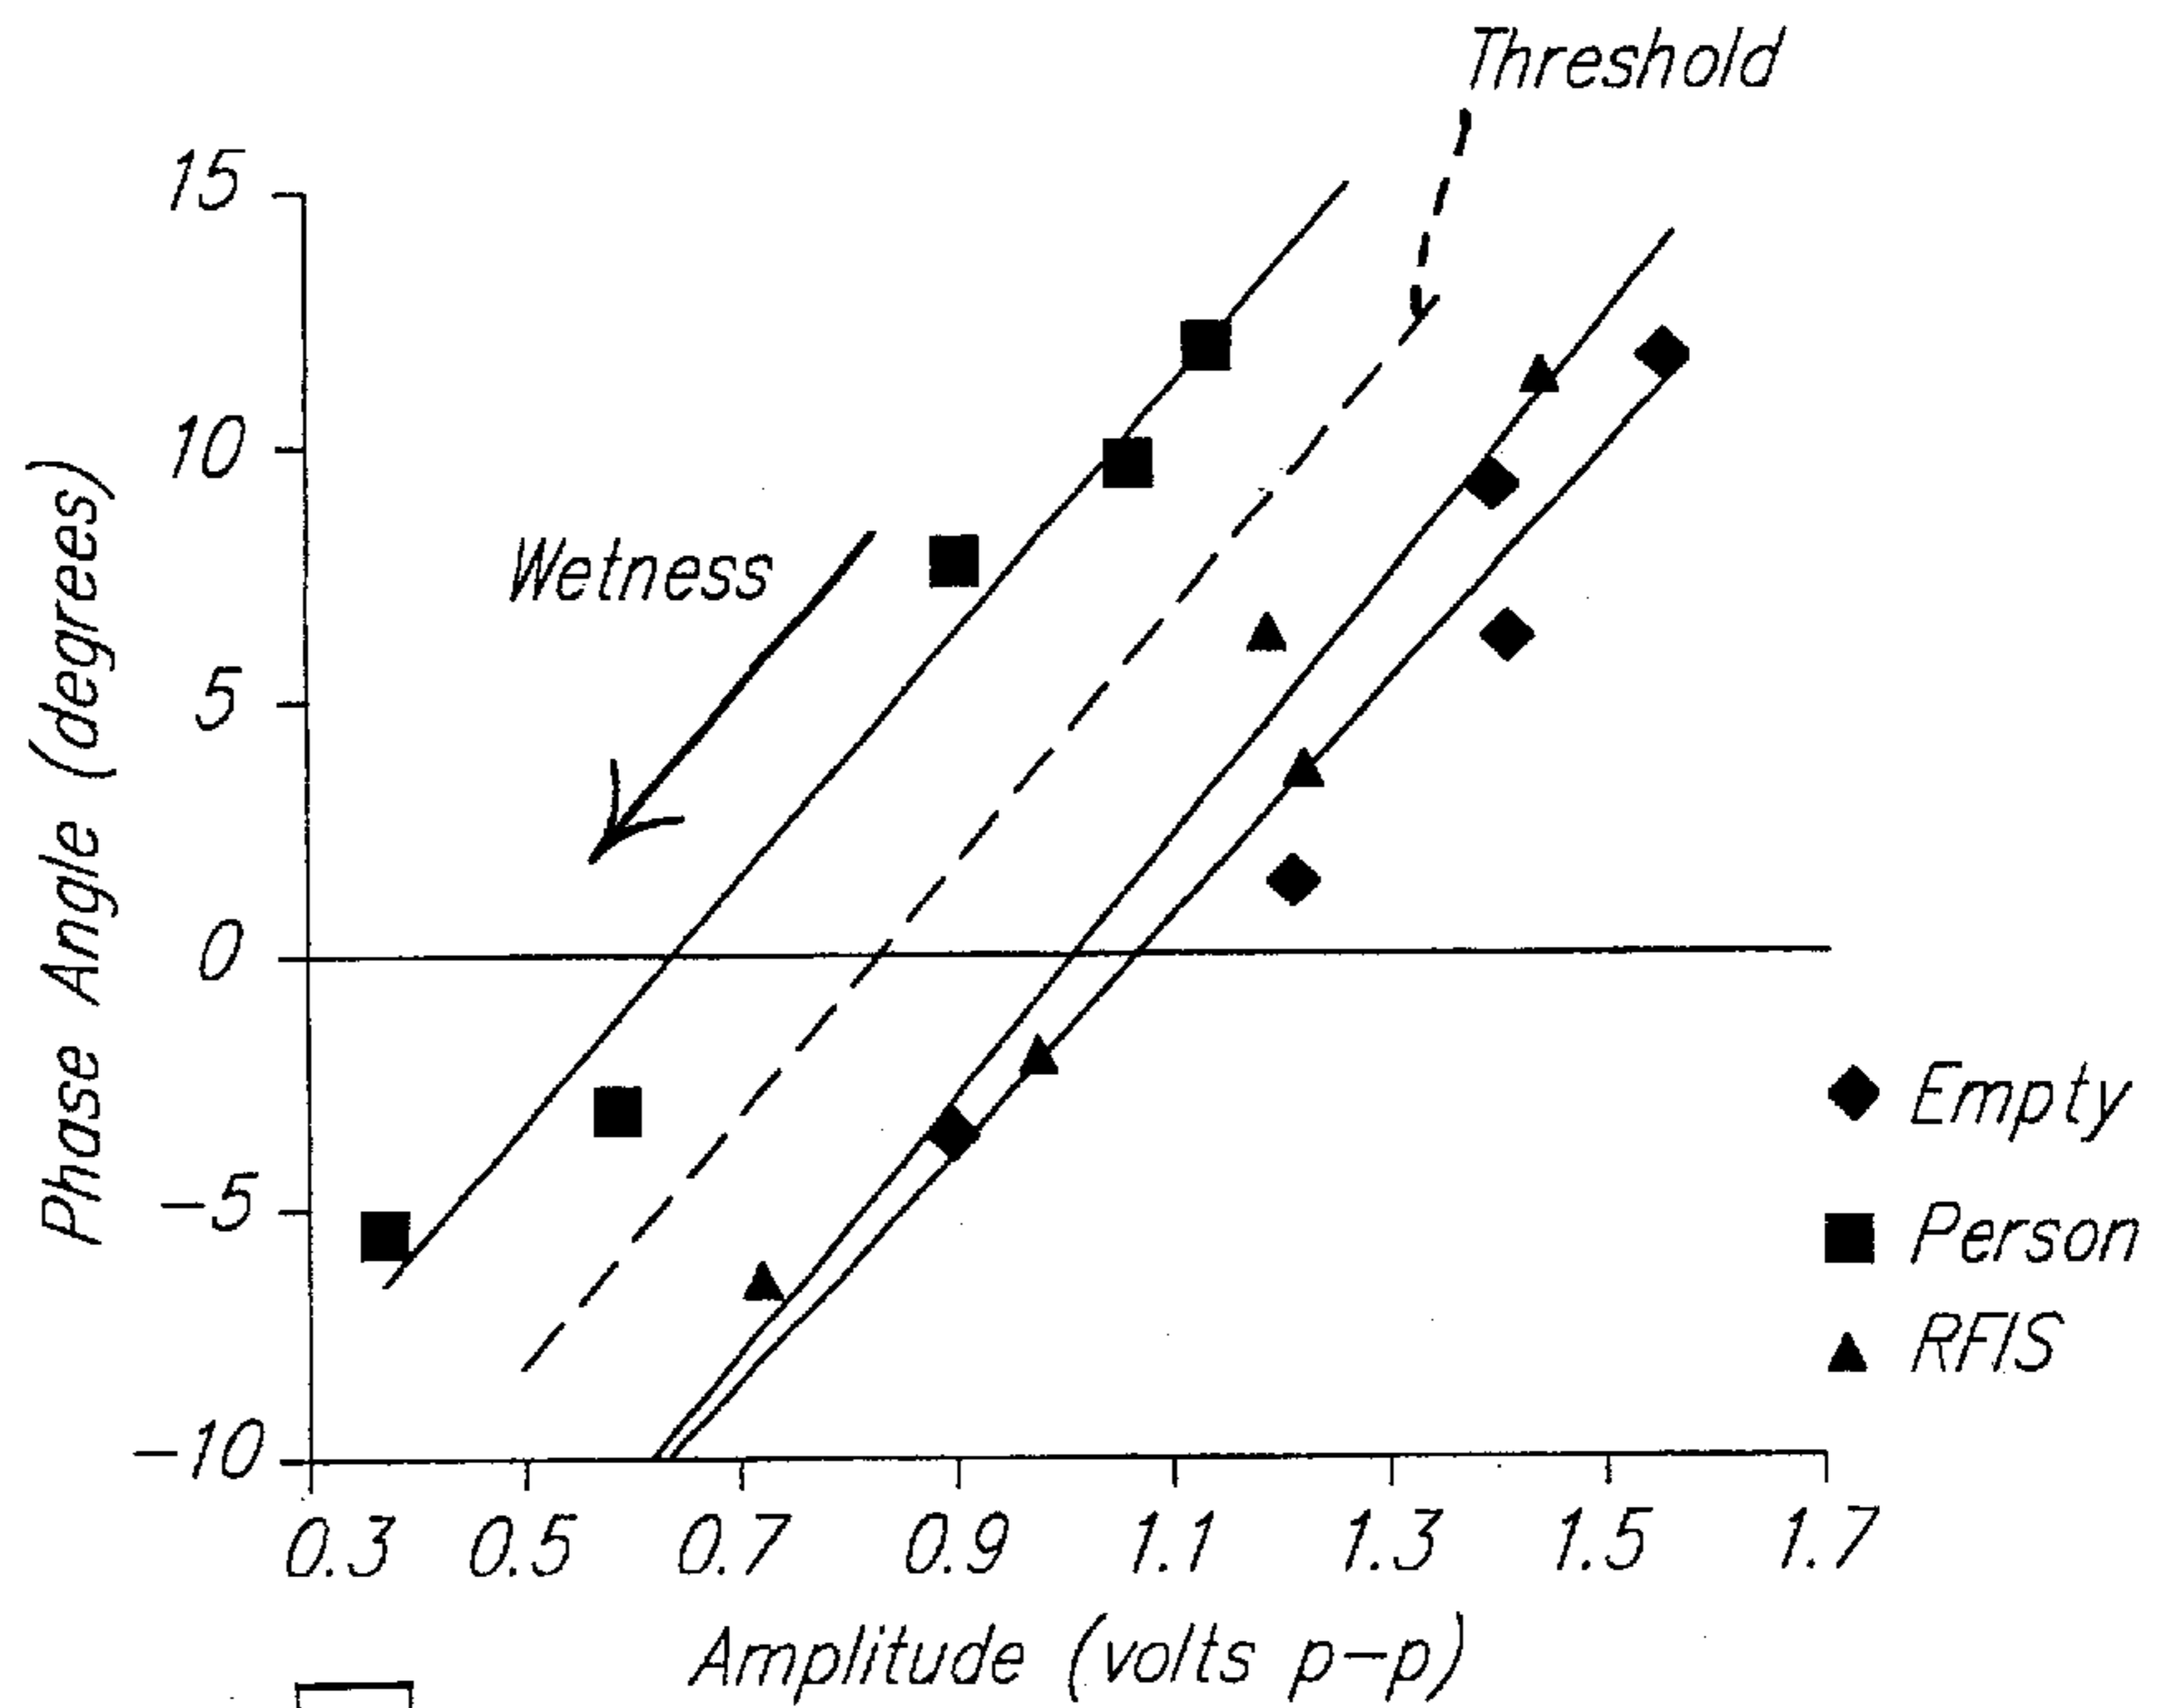 Threshold
15
10
5
0
−5
−10
Phase Angle (degrees)
Wetness
Empty
Person
RFIS
0.3 0.5 0.7 0.9 1.1 1.3 1.5 1.7
Amplitude (volts p−p)